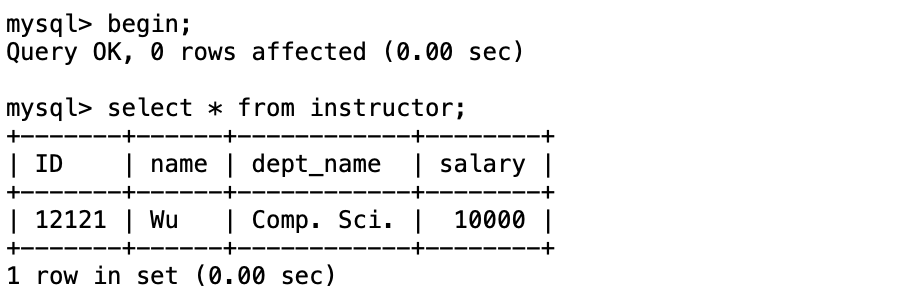 mysql> begin;
Query OK, 0 rows affected (0.00 sec)

mysql> select * from instructor;
+-------+------+------------+--------+
| ID    | name | dept_name  | salary |
+-------+------+------------+--------+
| 12121 | Wu   | Comp. Sci. |  10000 |
+-------+------+------------+--------+
1 row in set (0.00 sec)